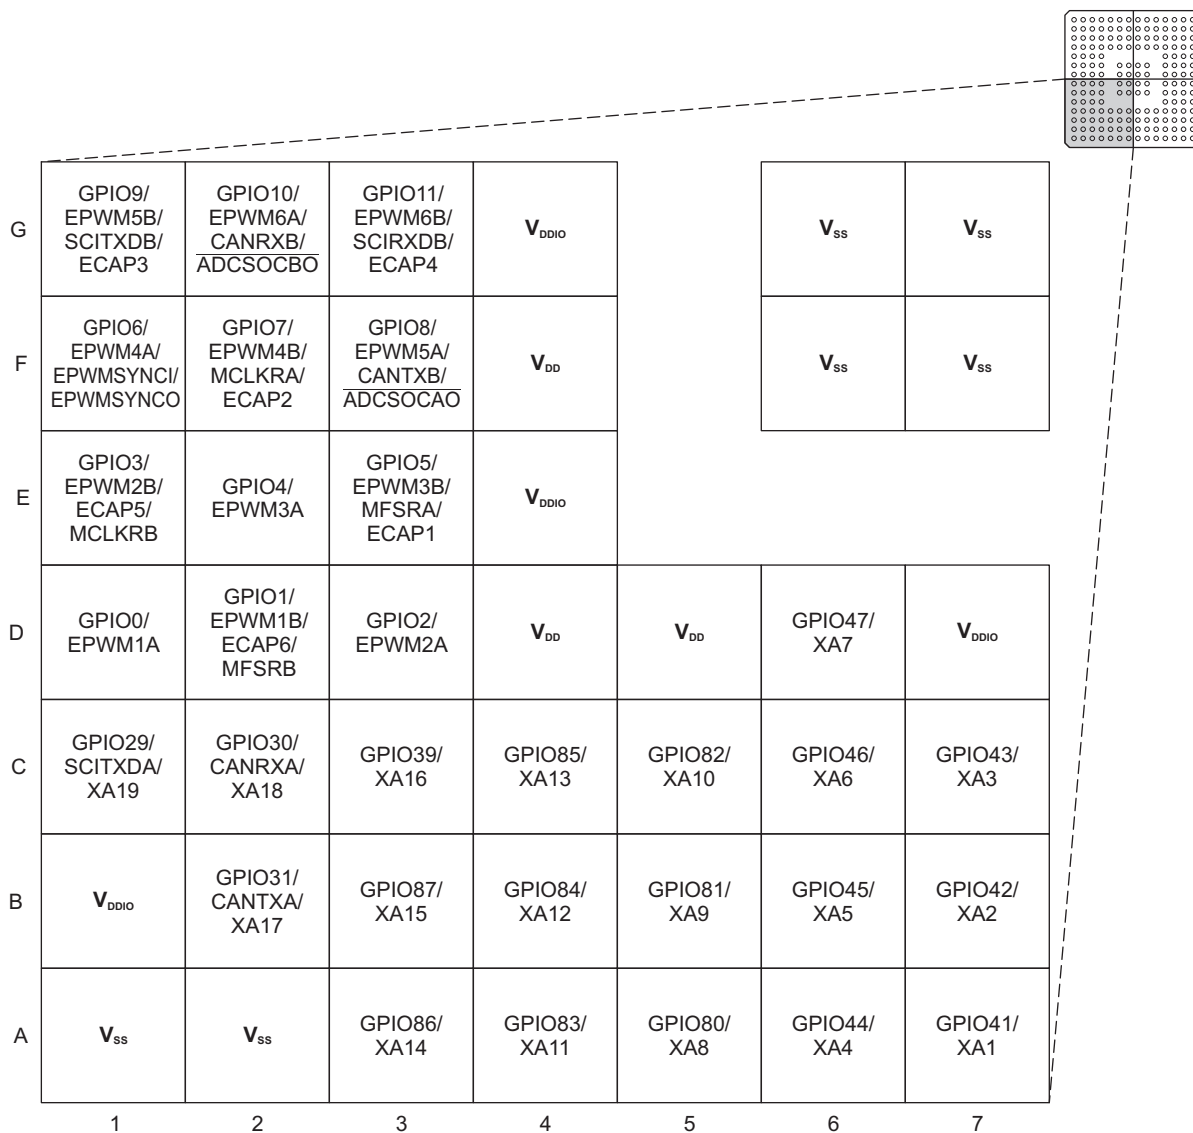 G
GPIO9/
EPWM5B/
SCITXDB/
ECAP3
GPIO10/
EPWM6A/
CANRXB/
ADCSOCBO
GPIO11/
EPWM6B/
SCIRXDB/
ECAP4
VDDIO
VSS
VSS
F
GPIO6/
EPWM4A/
EPWMSYNCI/
EPWMSYNCO
GPIO7/
EPWM4B/
MCLKRA/
ECAP2
GPIO8/
EPWM5A/
CANTXB/
ADCSOCAO
VDD
VSS
VSS
E
GPIO3/
EPWM2B/
ECAP5/
MCLKRB
GPIO4/
EPWM3A
GPIO5/
EPWM3B/
MFSRA/
ECAP1
VDDIO
D
GPIO0/
EPWM1A
GPIO1/
EPWM1B/
ECAP6/
MFSRB
GPIO2/
EPWM2A
VDD
VDD
GPIO47/
XA7
VDDIO
C
GPIO29/
SCITXDA/
XA19
GPIO30/
CANRXA/
XA18
GPIO39/
XA16
GPIO85/
XA13
GPIO82/
XA10
GPIO46/
XA6
GPIO43/
XA3
B
VDDIO
GPIO31/
CANTXA/
XA17
GPIO87/
XA15
GPIO84/
XA12
GPIO81/
XA9
GPIO45/
XA5
GPIO42/
XA2
A
VSS
VSS
GPIO86/
XA14
GPIO83/
XA11
GPIO80/
XA8
GPIO44/
XA4
GPIO41/
XA1
1 2 3 4 5 6 7